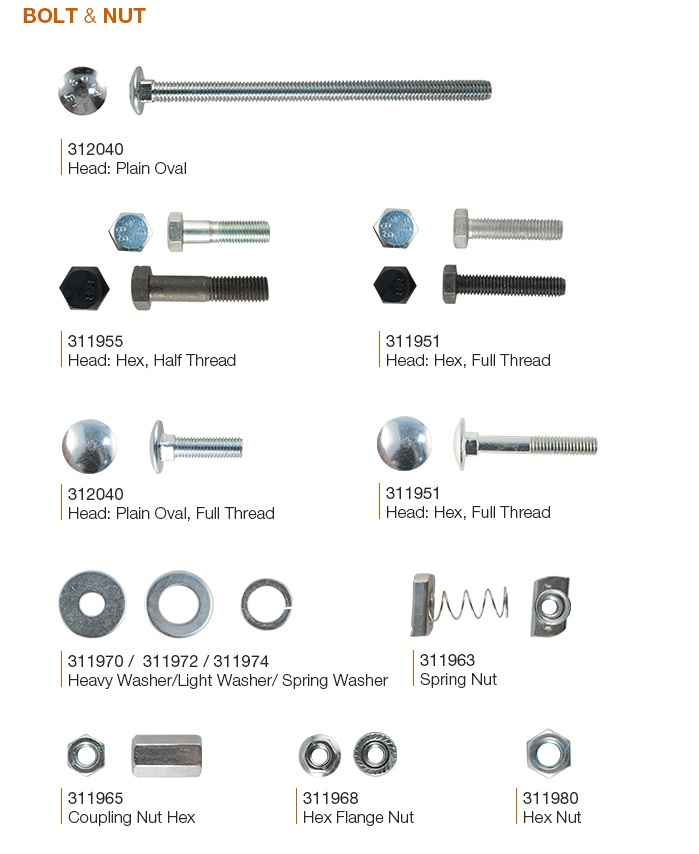 BOLT & NUT
312040
Head: Plain Oval
311955
Head: Hex, Half Thread
311951
Head: Hex, Full Thread
312040
Head: Plain Oval, Full Thread
311951
Head: Hex, Full Thread
311970 / 311972 / 311974
Heavy Washer/Light Washer/ Spring Washer
311963
Spring Nut
311965
Coupling Nut Hex
311968
Hex Flange Nut
311980
Hex Nut